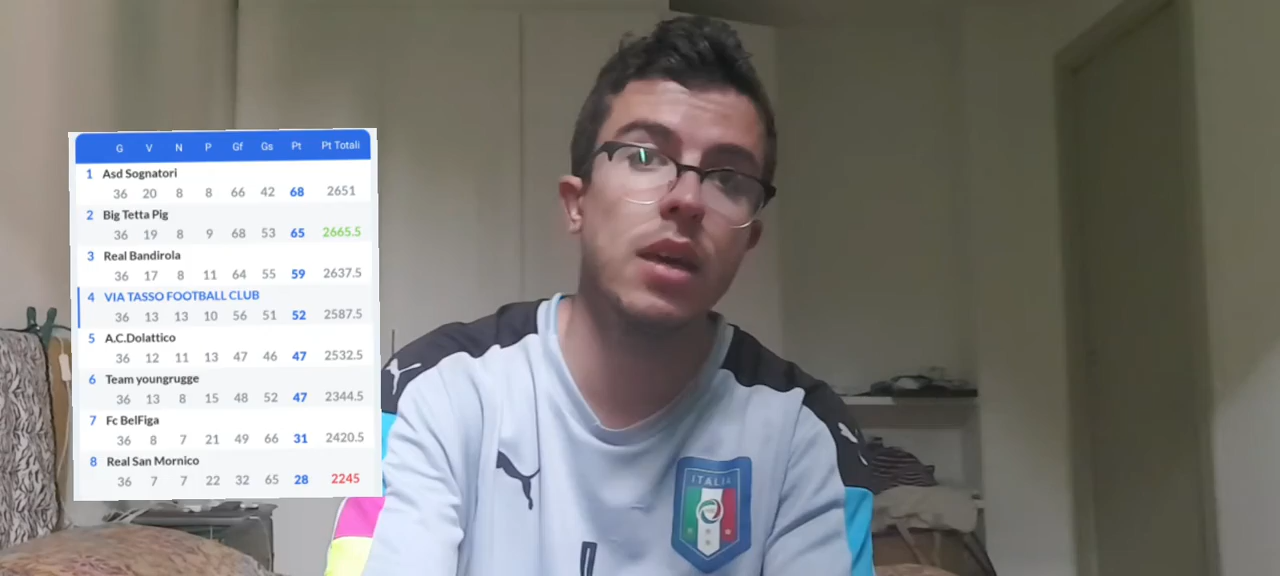 G V N P Gf Gs Pt Pt Totali
1 Asd Sognatori
36 20 8 8 66 42 68 2651
2 Big Tetta Pig
36 19 8 9 68 53 65 2665.5
3 Real Bandirola
36 17 8 11 64 55 59 2637.5
4 VIA TASSO FOOTBALL CLUB
36 13 13 10 56 51 52 2587.5
5 A.C.Dolattico
36 12 11 13 47 46 47 2532.5
6 Team youngrugge
36 13 8 15 48 52 47 2344.5
7 Fc BelFiga
36 8 7 21 49 66 31 2420.5
8 Real San Mornico
36 7 7 22 32 65 28 2245
ITALIA